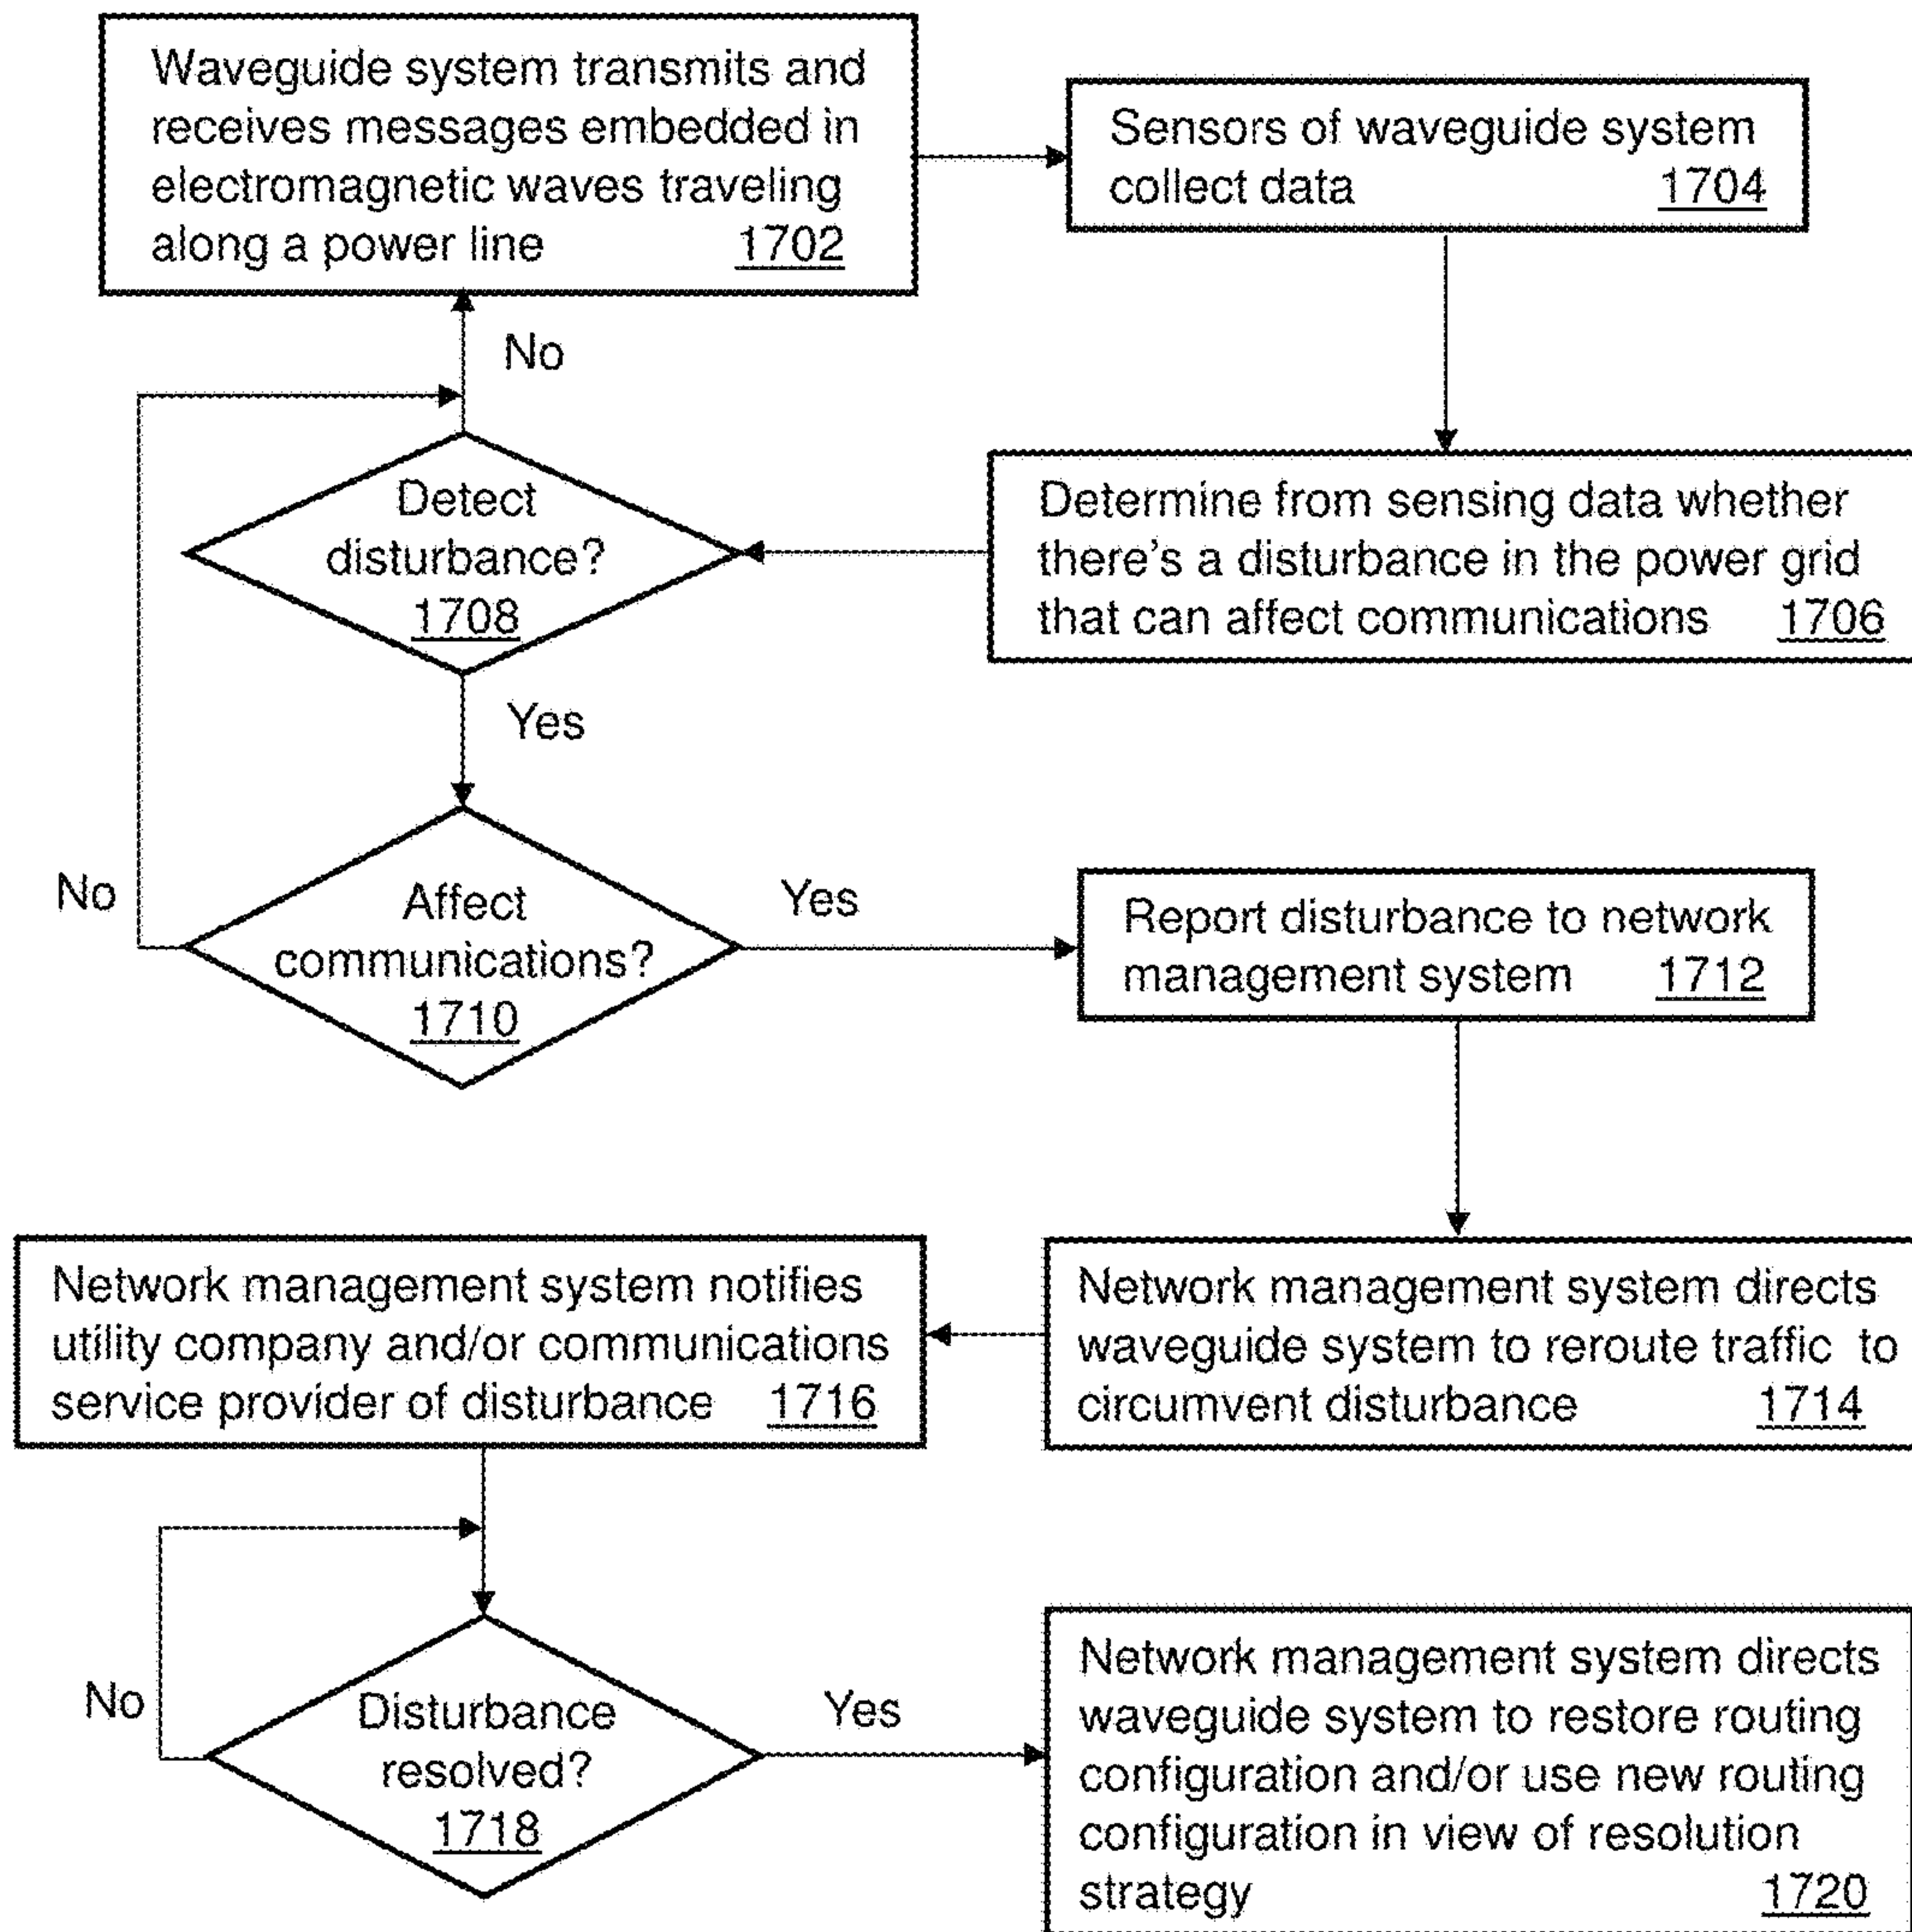 Waveguide system transmits and
receives messages embedded in
electromagnetic waves traveling
along a power line 1702
Sensors of waveguide system
collect data 1704
No
Detect
disturbance?
1708
Determine from sensing data whether
there's a disturbance in the power grid
that can affect communications 1706
Yes
No
Affect
communications?
1710
Yes
Report disturbance to network
management system 1712
Network management system notifies
utility company and/or communications
service provider of disturbance 1716
Network management system directs
waveguide system to reroute traffic to
circumvent disturbance 1714
No
Disturbance
resolved?
1718
Yes
Network management system directs
waveguide system to restore routing
configuration and/or use new routing
configuration in view of resolution
strategy 1720